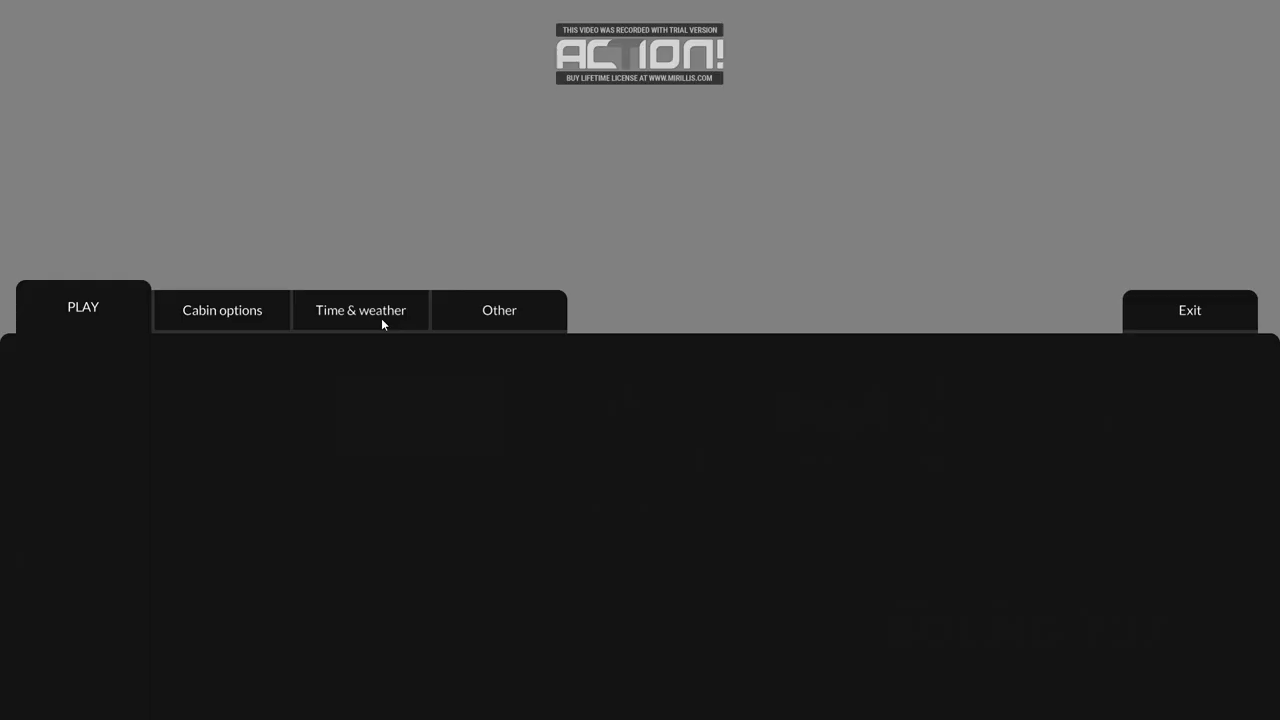 THIS VIDEO WAS RECORDED WITH TRIAL VERSION
ACTION!
BUY LIFETIME LICENSE AT WWW.MIRILLIS.COM
PLAY
Cabin options
Time & weather
Other
Exit